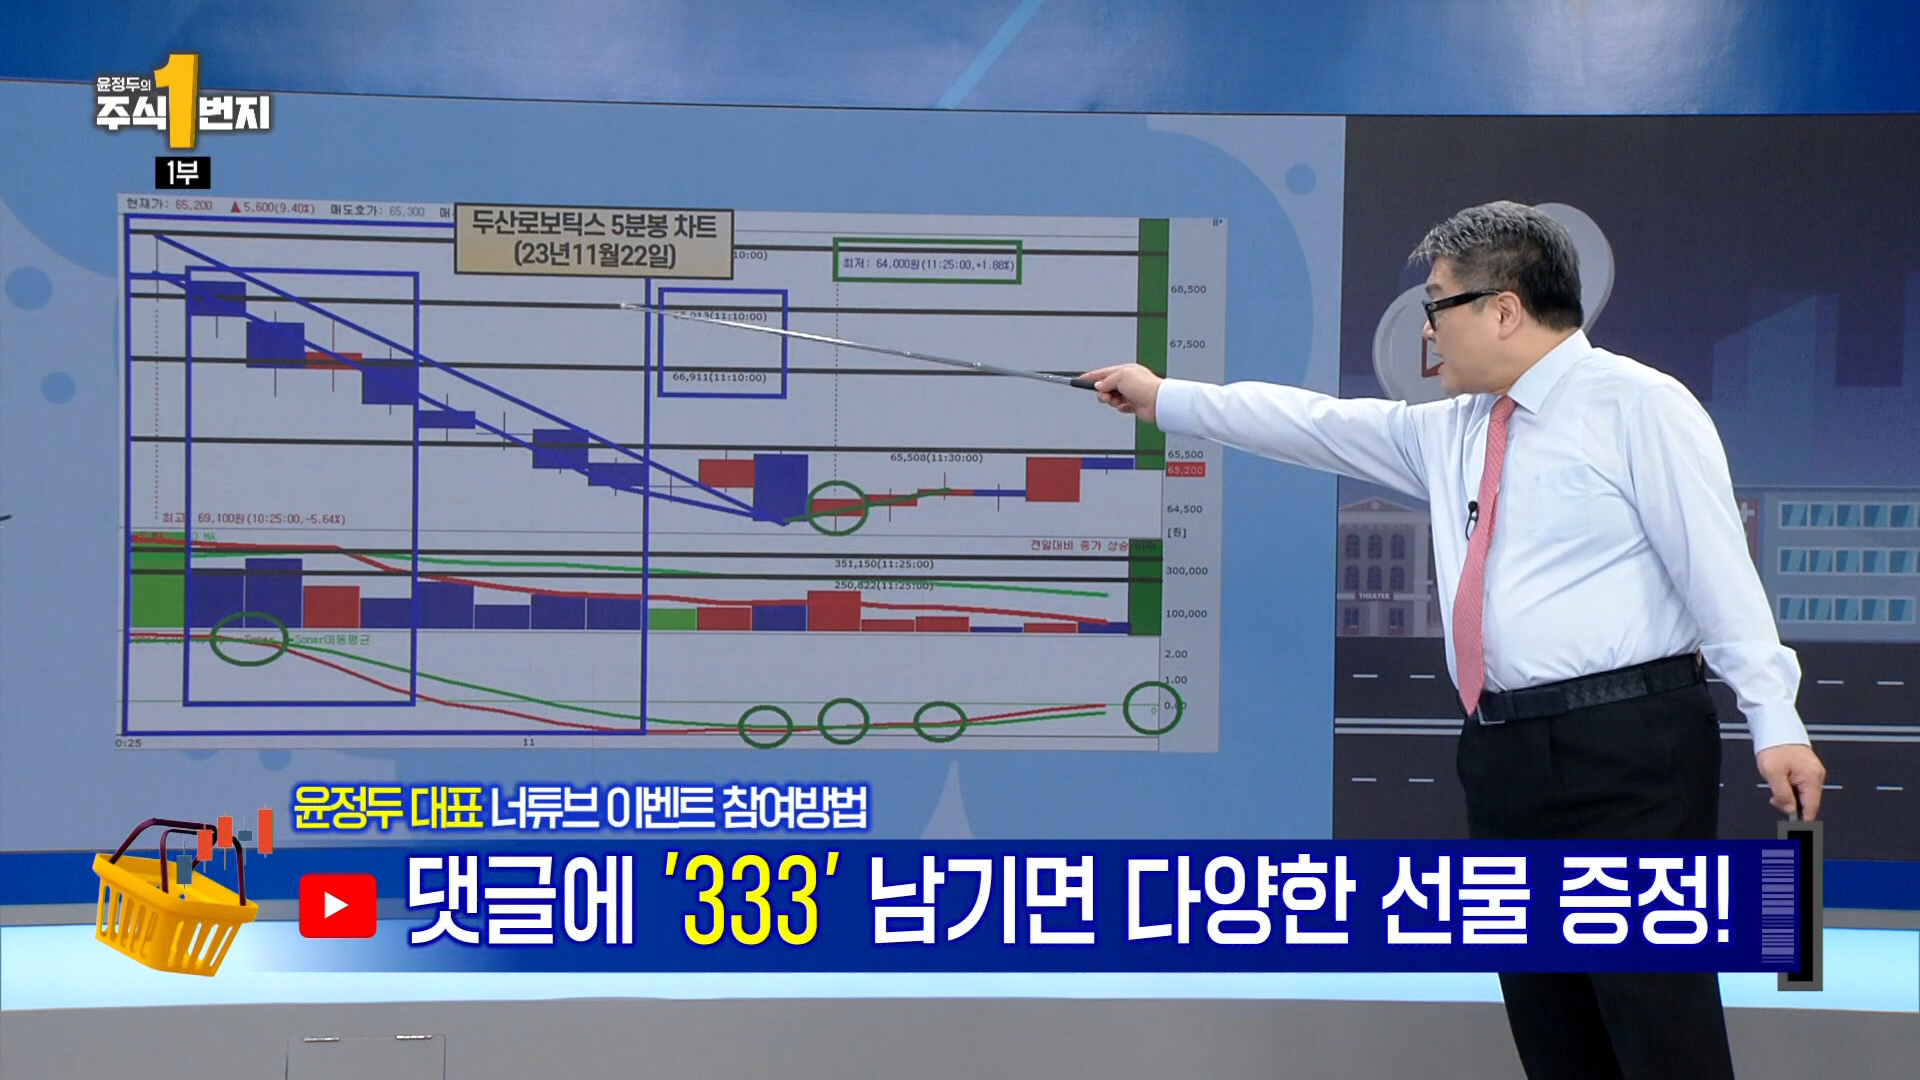 윤정두의
주식1번지
1부
현재가: 65,200 ▲5,600(9.40%) 매도호가: 65,300
두산로보틱스 5분봉 차트
(23년11월22일)
최저: 64,000원(11:25:00,+1.88%)
68,500
67,500
66,911(11:10:00)
65,508(11:30:00)
65,500
65,200
64,500
[원]
최고: 69,100원(10:25:00,-5.64%)
MA
전일대비 종가 상승
351,150(11:25:00)
250,822(11:25:00)
300,000
100,000
Sonar이동평균
2.00
1.00
0:25
11
THEATER
윤정두 대표 너튜브 이벤트 참여방법
댓글에 '333' 남기면 다양한 선물 증정!